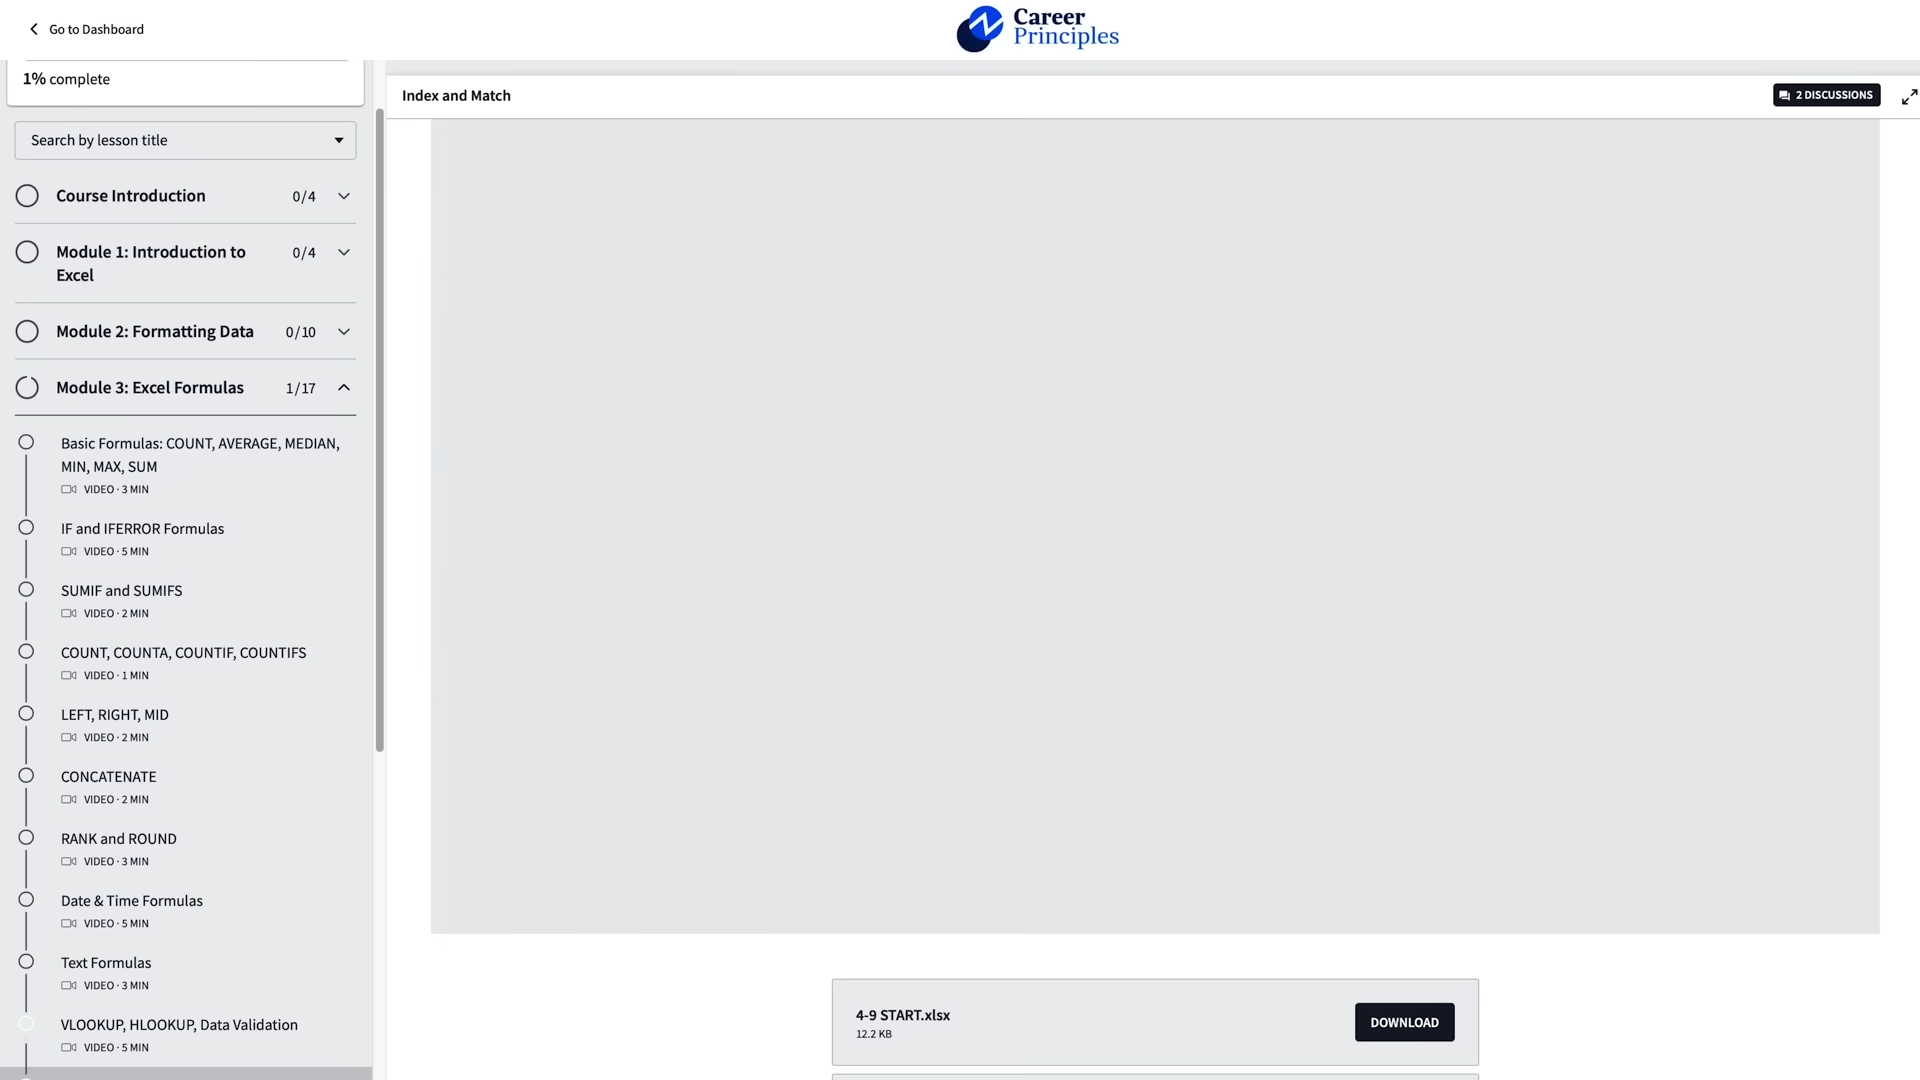 Go to Dashboard
Career
Principles
1% complete
Index and Match
2 DISCUSSIONS
Search by lesson title
Course Introduction 0/4
Module 1: Introduction to 0/4
Excel
Module 2: Formatting Data 0/10
Module 3: Excel Formulas 1/17
Basic Formulas: COUNT, AVERAGE, MEDIAN,
MIN, MAX, SUM
VIDEO · 3 MIN
IF and IFERROR Formulas
VIDEO · 5 MIN
SUMIF and SUMIFS
VIDEO · 2 MIN
COUNT, COUNTA, COUNTIF, COUNTIFS
VIDEO · 1 MIN
LEFT, RIGHT, MID
VIDEO · 2 MIN
CONCATENATE
VIDEO · 2 MIN
RANK and ROUND
VIDEO · 3 MIN
Date & Time Formulas
VIDEO · 5 MIN
Text Formulas
VIDEO · 3 MIN
VLOOKUP, HLOOKUP, Data Validation
VIDEO · 5 MIN
4-9 START.xlsx
12.2 KB
DOWNLOAD